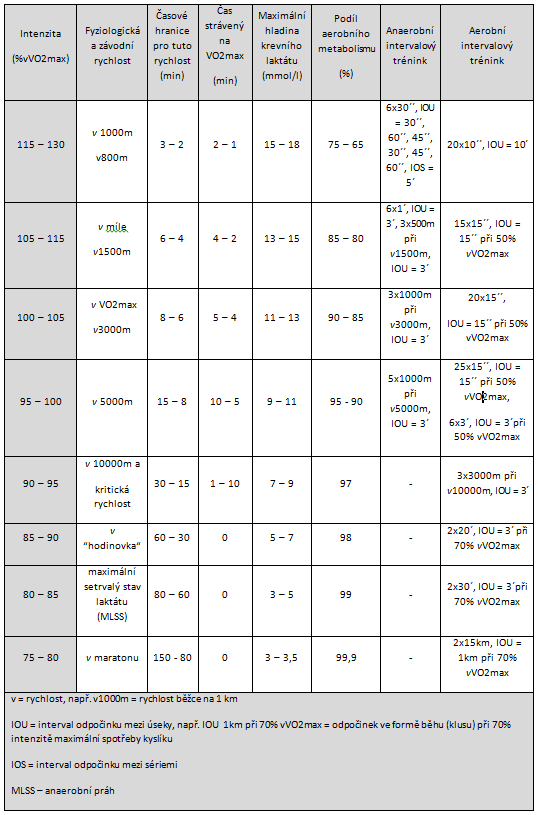 Intenzita
(%vVO2max)
Fyziologická
a závodní
rychlost
Časové
hranice
pro tuto
rychlost
(min)
Čas
strávený
na
VO2max
(min)
Maximální
hladina
krevního
laktátu
(mmol/l)
Podíl
aerobního
metabolismu
(%)
Anaerobní
intervalový
trénink
Aerobní
intervalový
trénink
115 – 130
v 1000m
v800m
3 – 2
2 – 1
15 – 18
75 – 65
6x30´´, IOU
= 30´´,
60´´, 45´´,
30´´, 45´´,
60´´, IOS =
5´
20x10´´, IOU = 10´
105 – 115
v míle
v1500m
6 – 4
4 – 2
13 – 15
85 – 80
6x1´, IOU =
3´, 3x500m
při
v1500m,
IOU = 3´
15x15´´, IOU =
15´´ při 50%
vVO2max
100 – 105
v VO2max
v3000m
8 – 6
5 – 4
11 – 13
90 – 85
3x1000m
při
v3000m,
IOU = 3´
20x15´´,
IOU = 15´´ při 50%
vVO2max
95 – 100
v 5000m
15 – 8
10 – 5
9 – 11
95 - 90
5x1000m
při
v5000m,
IOU = 3´
25x15´´, IOU =
15´´ při 50%
vVO2max,
6x3´, IOU = 3´při
50% vVO2max
90 – 95
v 10000m a
kritická
rychlost
30 – 15
1 – 10
7 – 9
97
-
3x3000m při
v10000m, IOU = 3´
85 – 90
v
“hodinovka“
60 – 30
0
5 – 7
98
-
2x20´, IOU = 3´ při
70% vVO2max
80 – 85
maximální
setrvalý stav
laktátu
(MLSS)
80 – 60
0
3 – 5
99
-
2x30´, IOU = 3´při
70% vVO2max
75 – 80
v maratonu
150 - 80
0
3 – 3,5
99,9
-
2x15km, IOU =
1km při 70%
vVO2max
v = rychlost, např. v1000m = rychlost běžce na 1 km
IOU = interval odpočinku mezi úseky, např. IOU 1km při 70% vVO2max = odpočinek ve formě běhu (klusu) při 70%
intenzitě maximální spotřeby kyslíku
IOS = interval odpočinku mezi sériemi
MLSS – anaerobní práh